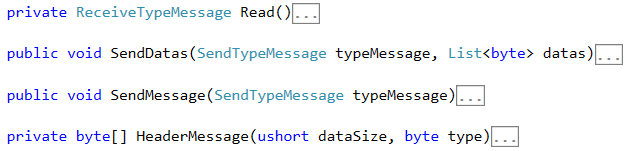 private ReceiveTypeMessage Read()...
public void SendDatas(SendTypeMessage typeMessage, List<byte> datas)...
public void SendMessage(SendTypeMessage typeMessage)...
private byte[] HeaderMessage(ushort dataSize, byte type)...